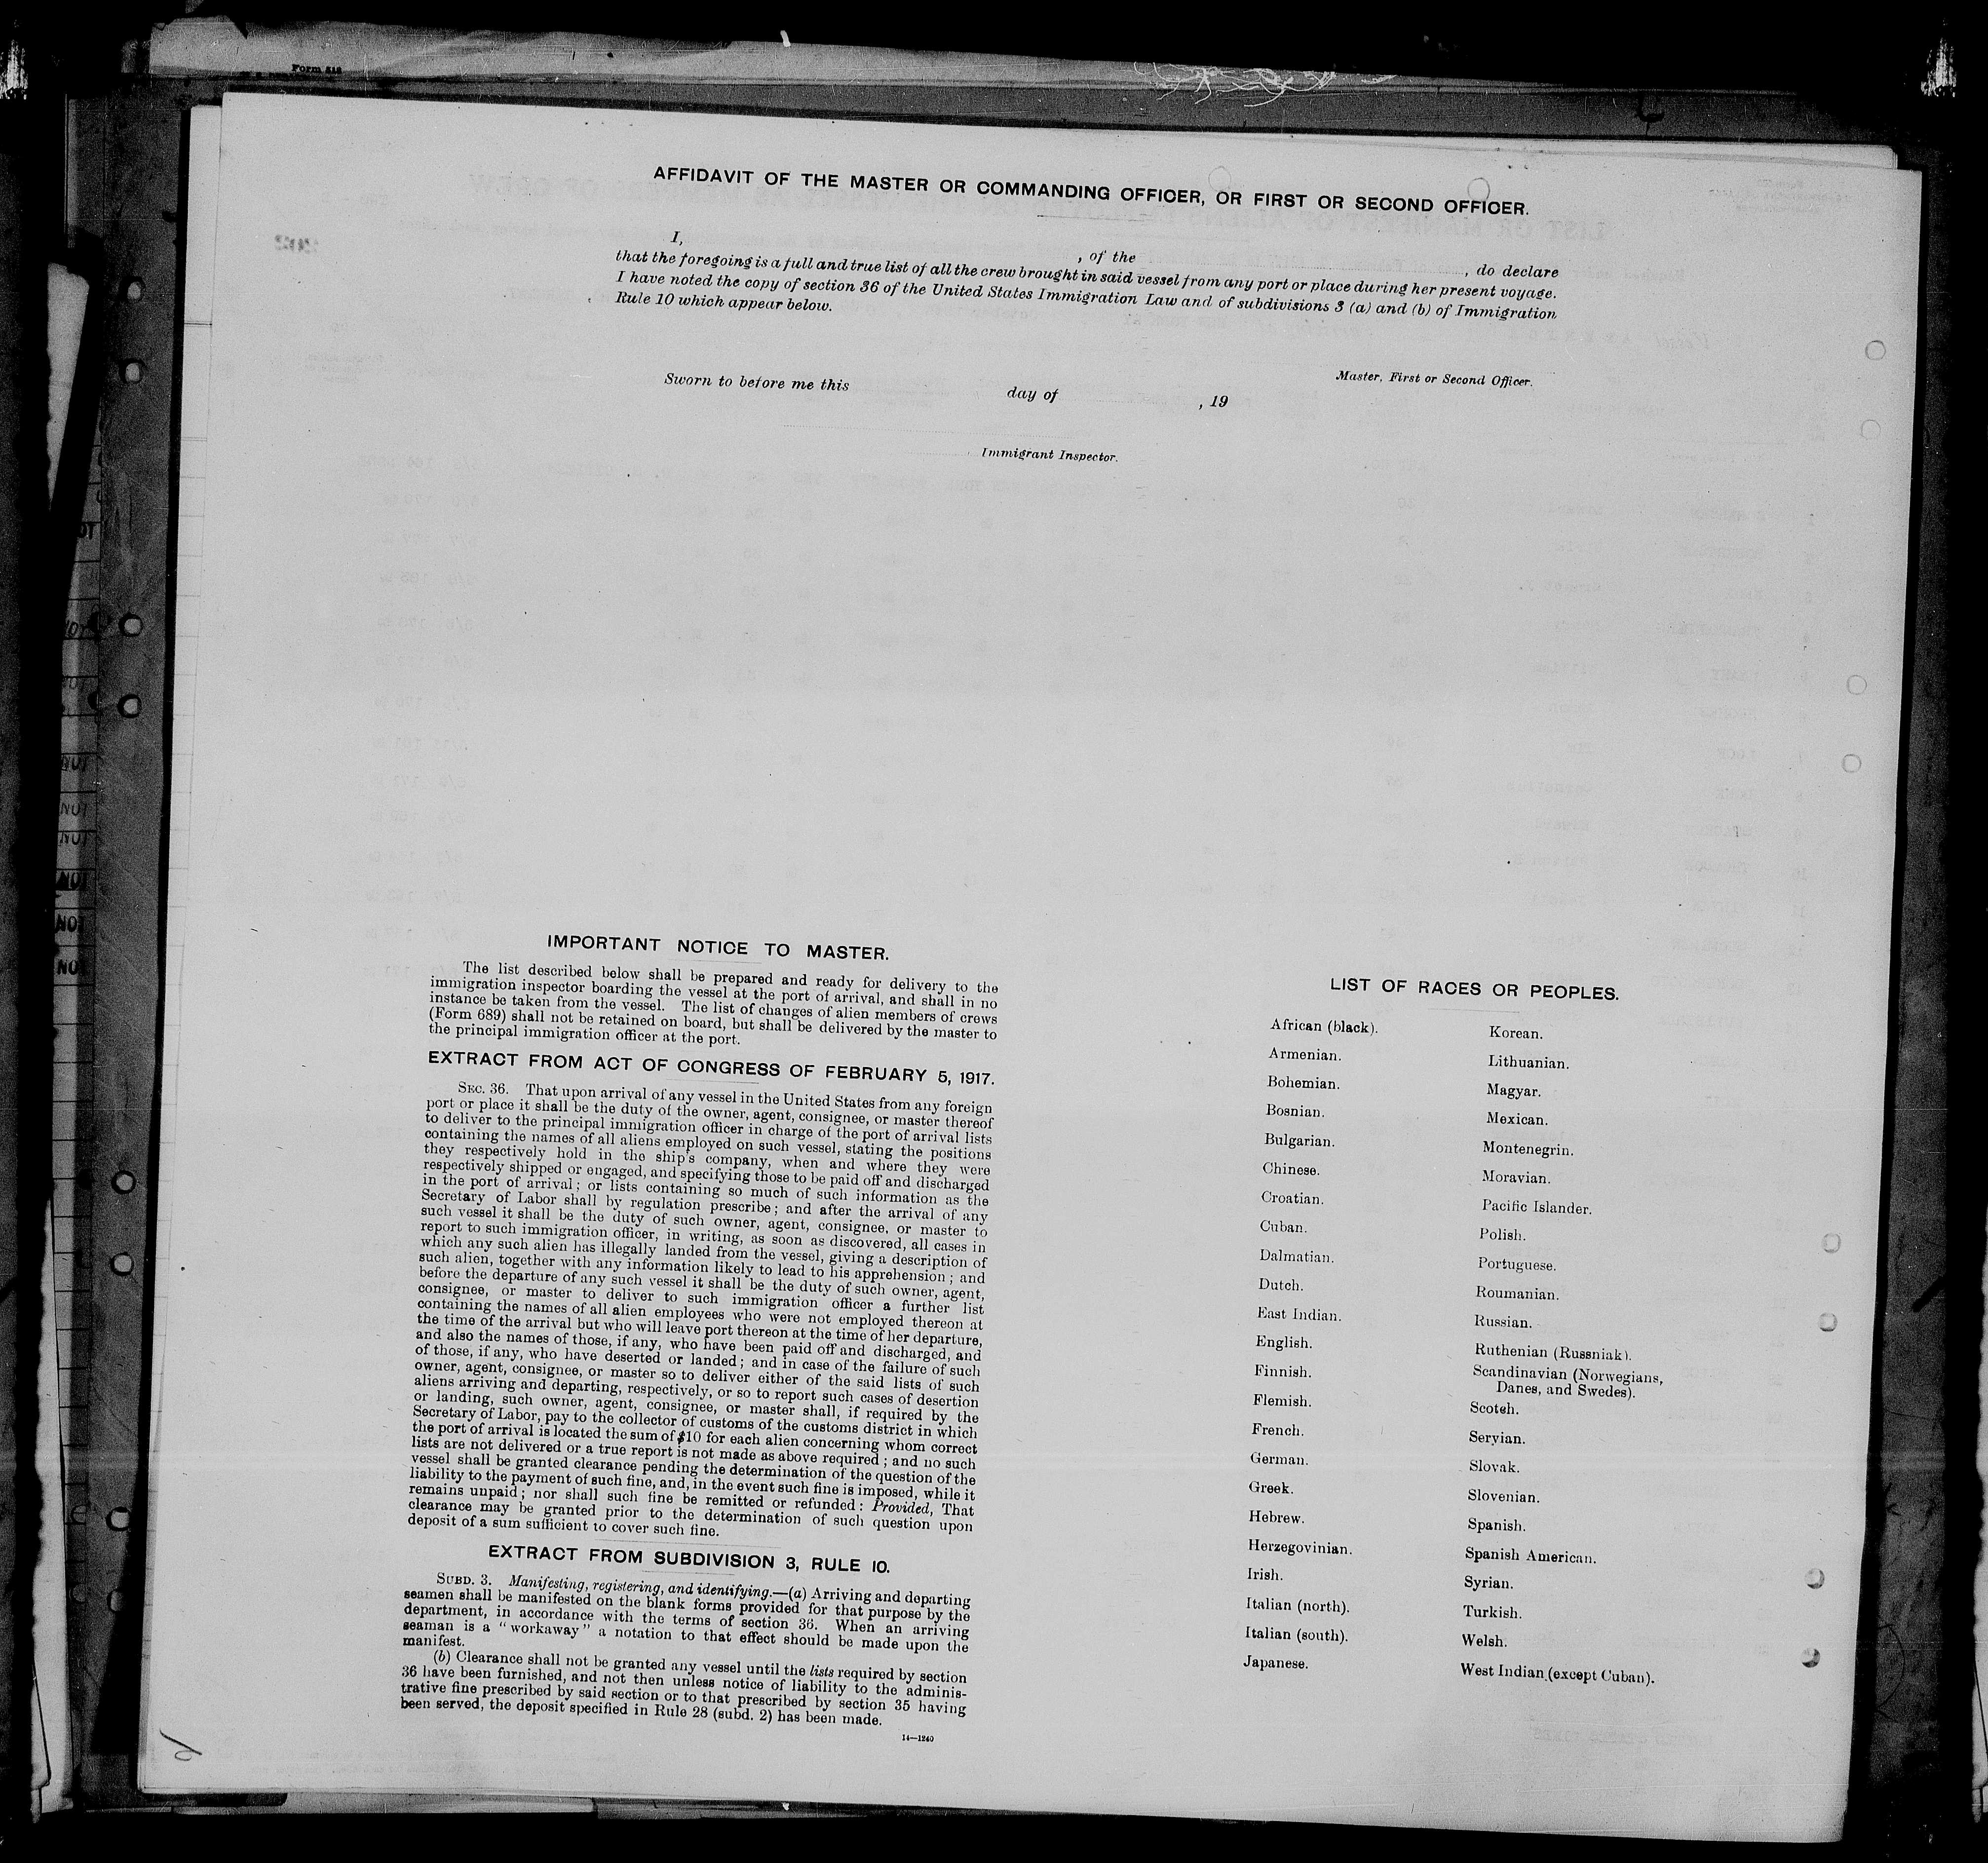 Form 818
AFFIDAVIT OF THE MASTER OR COMMANDING OFFICER, OR FIRST OR SECOND OFFICER.
I, , of the , do declare
that the foregoing is a full and true list of all the crew brought in said vessel from any port or place during her present voyage.
I have noted the copy of section 36 of the United States Immigration Law and of subdivisions 3 (a) and (b) of Immigration
Rule 10 which appear below.
Master, First or Second Officer.
Sworn to before me this day of , 19
Immigrant Inspector.
IMPORTANT NOTICE TO MASTER.
The list described below shall be prepared and ready for delivery to the
immigration inspector boarding the vessel at the port of arrival, and shall in no
instance be taken from the vessel. The list of changes of alien members of crews
(Form 689) shall not be retained on board, but shall be delivered by the master to
the principal immigration officer at the port.
EXTRACT FROM ACT OF CONGRESS OF FEBRUARY 5, 1917.
SEC. 36. That upon arrival of any vessel in the United States from any foreign
port or place it shall be the duty of the owner, agent, consignee, or master thereof
to deliver to the principal immigration officer in charge of the port of arrival lists
containing the names of all aliens employed on such vessel, stating the positions
they respectively hold in the ship's company, when and where they were
respectively shipped or engaged, and specifying those to be paid off and discharged
in the port of arrival; or lists containing so much of such information as the
Secretary of Labor shall by regulation prescribe; and after the arrival of any
such vessel it shall be the duty of such owner, agent, consignee, or master to
report to such immigration officer, in writing, as soon as discovered, all cases in
which any such alien has illegally landed from the vessel, giving a description of
such alien, together with any information likely to lead to his apprehension; and
before the departure of any such vessel it shall be the duty of such owner, agent,
consignee, or master to deliver to such immigration officer a further list
containing the names of all alien employees who were not employed thereon at
the time of the arrival but who will leave port thereon at the time of her departure,
and also the names of those, if any, who have been paid off and discharged, and
of those, if any, who have deserted or landed; and in case of the failure of such
owner, agent, consignee, or master so to deliver either of the said lists of such
aliens arriving and departing, respectively, or so to report such cases of desertion
or landing, such owner, agent, consignee, or master shall, if required by the
Secretary of Labor, pay to the collector of customs of the customs district in which
the port of arrival is located the sum of $10 for each alien concerning whom correct
lists are not delivered or a true report is not made as above required; and no such
vessel shall be granted clearance pending the determination of the question of the
liability to the payment of such fine, and, in the event such fine is imposed, while it
remains unpaid; nor shall such fine be remitted or refunded: Provided, That
clearance may be granted prior to the determination of such question upon
deposit of a sum sufficient to cover such fine.
EXTRACT FROM SUBDIVISION 3, RULE 10.
SUBD. 3. Manifesting, registering, and identifying.—(a) Arriving and departing
seamen shall be manifested on the blank forms provided for that purpose by the
department, in accordance with the terms of section 36. When an arriving
seaman is a "workaway" a notation to that effect should be made upon the
manifest.
(b) Clearance shall not be granted any vessel until the lists required by section
36 have been furnished, and not then unless notice of liability to the adminis-
trative fine prescribed by said section or to that prescribed by section 35 having
been served, the deposit specified in Rule 28 (subd. 2) has been made.
14—1240
LIST OF RACES OR PEOPLES.
African (black).
Armenian.
Bohemian.
Bosnian.
Bulgarian.
Chinese.
Croatian.
Cuban.
Dalmatian.
Dutch.
East Indian.
English.
Finnish.
Flemish.
French.
German.
Greek.
Hebrew.
Herzegovinian.
Irish.
Italian (north).
Italian (south).
Japanese.
Korean.
Lithuanian.
Magyar.
Mexican.
Montenegrin.
Moravian.
Pacific Islander.
Polish.
Portuguese.
Roumanian.
Russian.
Ruthenian (Russniak).
Scandinavian (Norwegians,
Danes, and Swedes).
Scotch.
Servian.
Slovak.
Slovenian.
Spanish.
Spanish American.
Syrian.
Turkish.
Welsh.
West Indian (except Cuban).